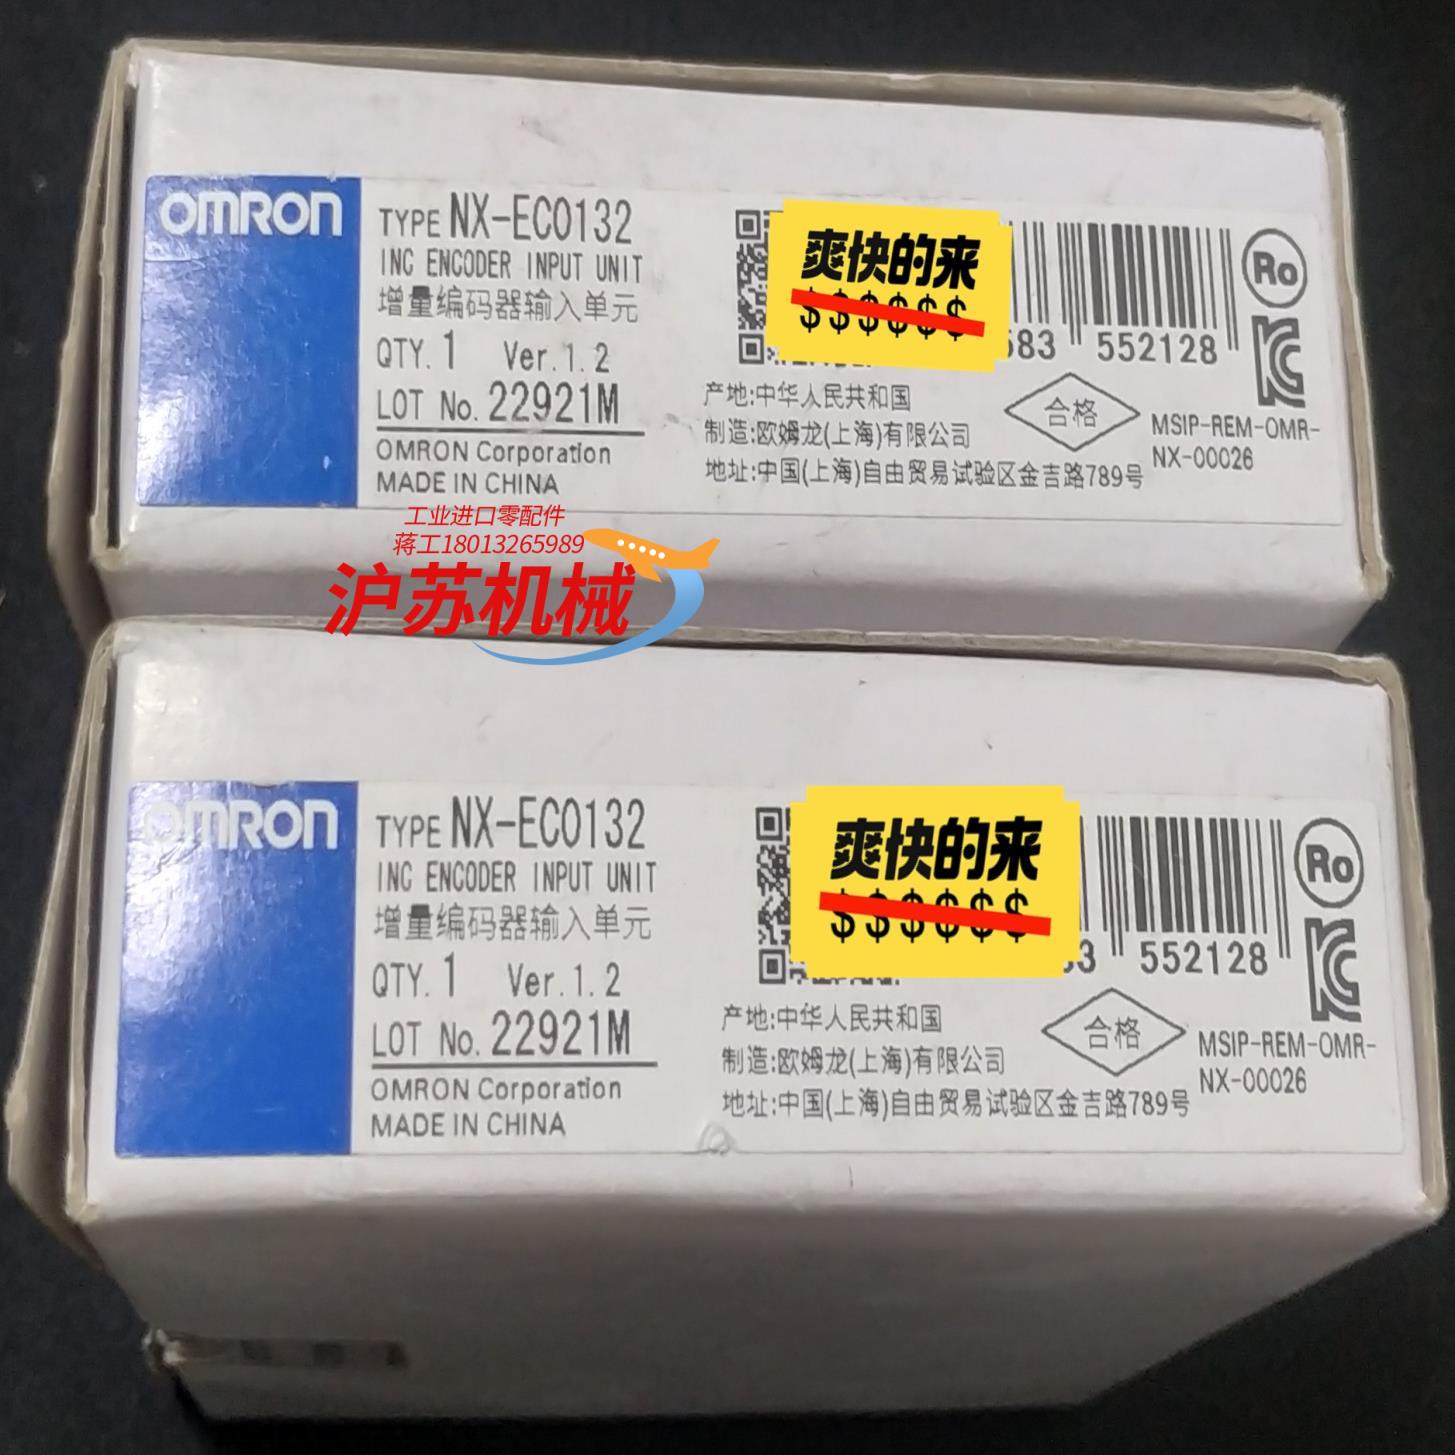 OMRON
TYPE NX-EC0132
INC ENCODER INPUT UNIT
增量编码器输入单元
QTY. 1 Ver.1.2
LOT No. 22921M
OMRON Corporation
MADE IN CHINA
爽快的来
$$$$$$
583 552128
产地:中华人民共和国
制造:欧姆龙(上海)有限公司
地址:中国(上海)自由贸易试验区金吉路789号
合格
Ro
MSIP-REM-OMR-
NX-00026
工业进口零配件
蒋工18013265989
沪苏机械
OMRON
TYPE NX-EC0132
INC ENCODER INPUT UNIT
增量编码器输入单元
QTY. 1 Ver.1.2
LOT No. 22921M
OMRON Corporation
MADE IN CHINA
爽快的来
$$$$$$
83 552128
产地:中华人民共和国
制造:欧姆龙(上海)有限公司
地址:中国(上海)自由贸易试验区金吉路789号
合格
Ro
MSIP-REM-OMR-
NX-00026